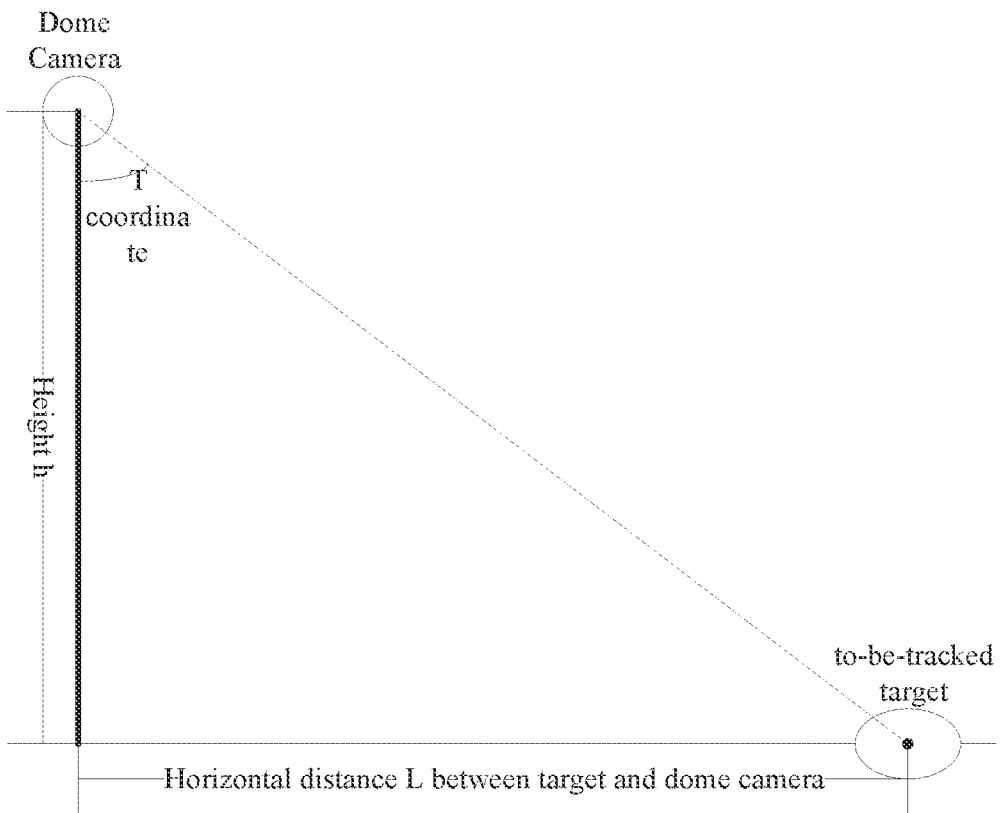 Dome
Camera
T
coordina
te
Height h
to-be-tracked
target
Horizontal distance L between target and dome camera